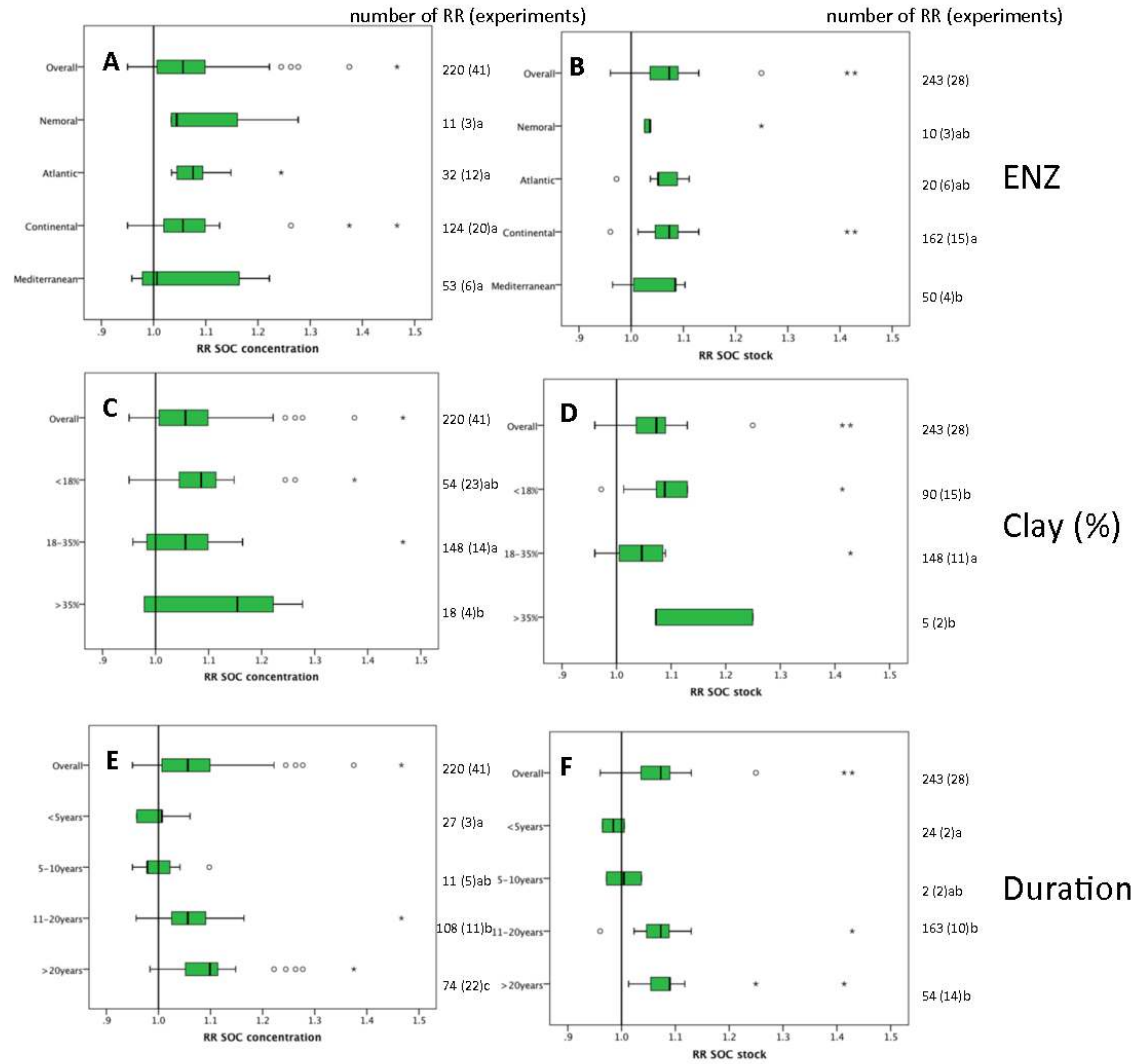 number of RR (experiments)
number of RR (experiments)
A
Overall
220 (41)
Nemoral
11 (3)a
Atlantic
32 (12)a
Continental
124 (20)a
Mediterranean
53 (6)a
.9 1.0 1.1 1.2 1.3 1.4 1.5
RR SOC concentration
B
Overall
243 (28)
Nemoral
10 (3)ab
Atlantic
20 (6)ab
Continental
162 (15)a
Mediterranean
50 (4)b
.9 1.0 1.1 1.2 1.3 1.4 1.5
RR SOC stock
ENZ
C
Overall
220 (41)
<18%
54 (23)ab
18-35%
148 (14)a
>35%
18 (4)b
.9 1.0 1.1 1.2 1.3 1.4 1.5
RR SOC concentration
D
Overall
243 (28)
<18%
90 (15)b
18-35%
148 (11)a
>35%
5 (2)b
.9 1.0 1.1 1.2 1.3 1.4 1.5
RR SOC stock
Clay (%)
E
Overall
220 (41)
<5years
27 (3)a
5-10years
11 (5)ab
11-20years
108 (11)b
>20years
74 (22)c
.9 1.0 1.1 1.2 1.3 1.4 1.5
RR SOC concentration
F
Overall
243 (28)
<5years
24 (2)a
5-10years
2 (2)ab
11-20years
163 (10)b
>20years
54 (14)b
.9 1.0 1.1 1.2 1.3 1.4 1.5
RR SOC stock
Duration